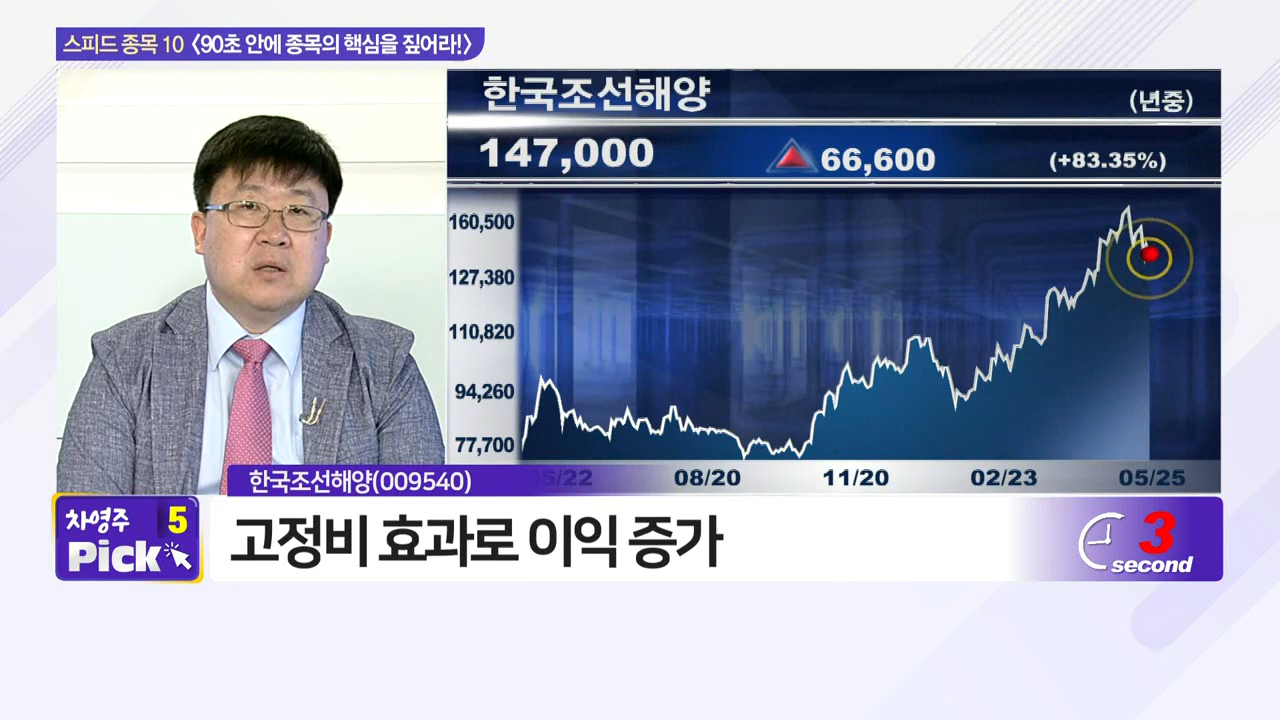 스피드 종목 10 <90초 안에 종목의 핵심을 짚어라!>
한국조선해양
(년중)
147,000 ▲ 66,600 (+83.35%)
160,500
127,380
110,820
94,260
77,700
5/22 08/20 11/20 02/23 05/25
한국조선해양(009540)
차영주 5
Pick
고정비 효과로 이익 증가
3
second